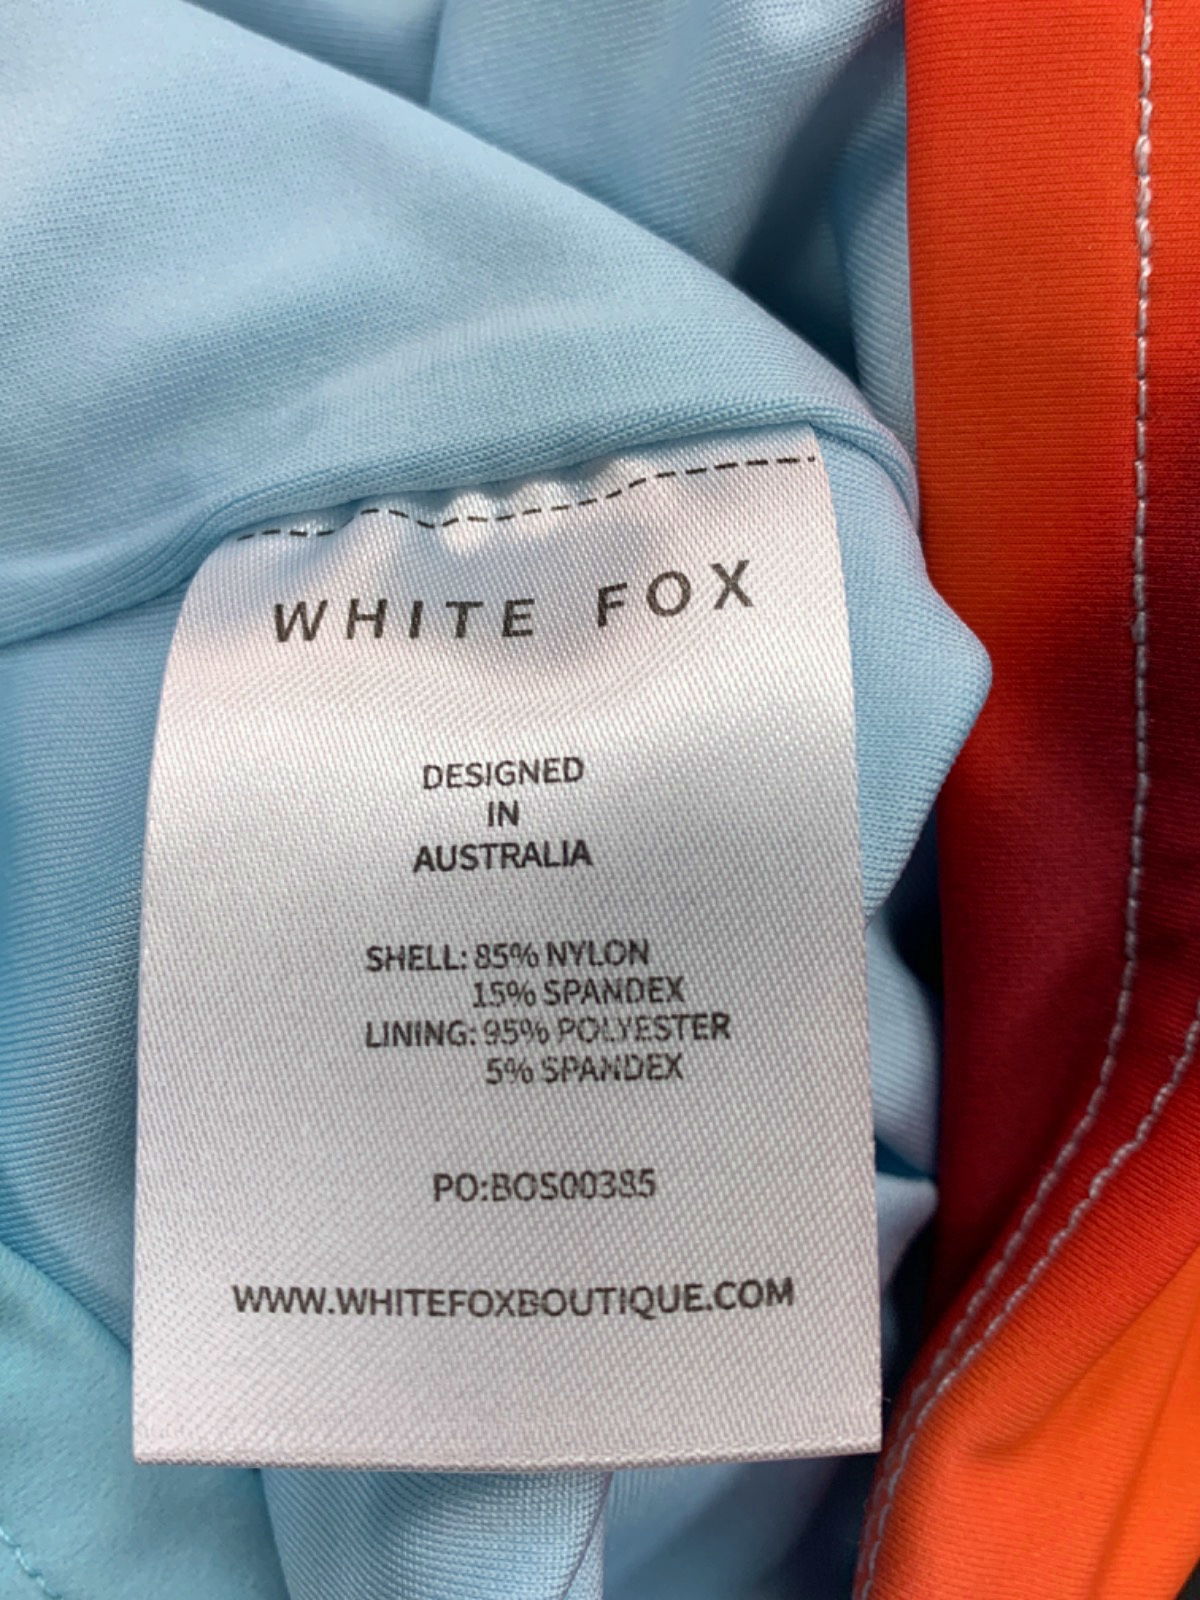 WHITE FOX
DESIGNED
IN
AUSTRALIA
SHELL: 85% NYLON
15% SPANDEX
LINING: 95% POLYESTER
5% SPANDEX
PO:BOS00385
WWW.WHITEFOXBOUTIQUE.COM